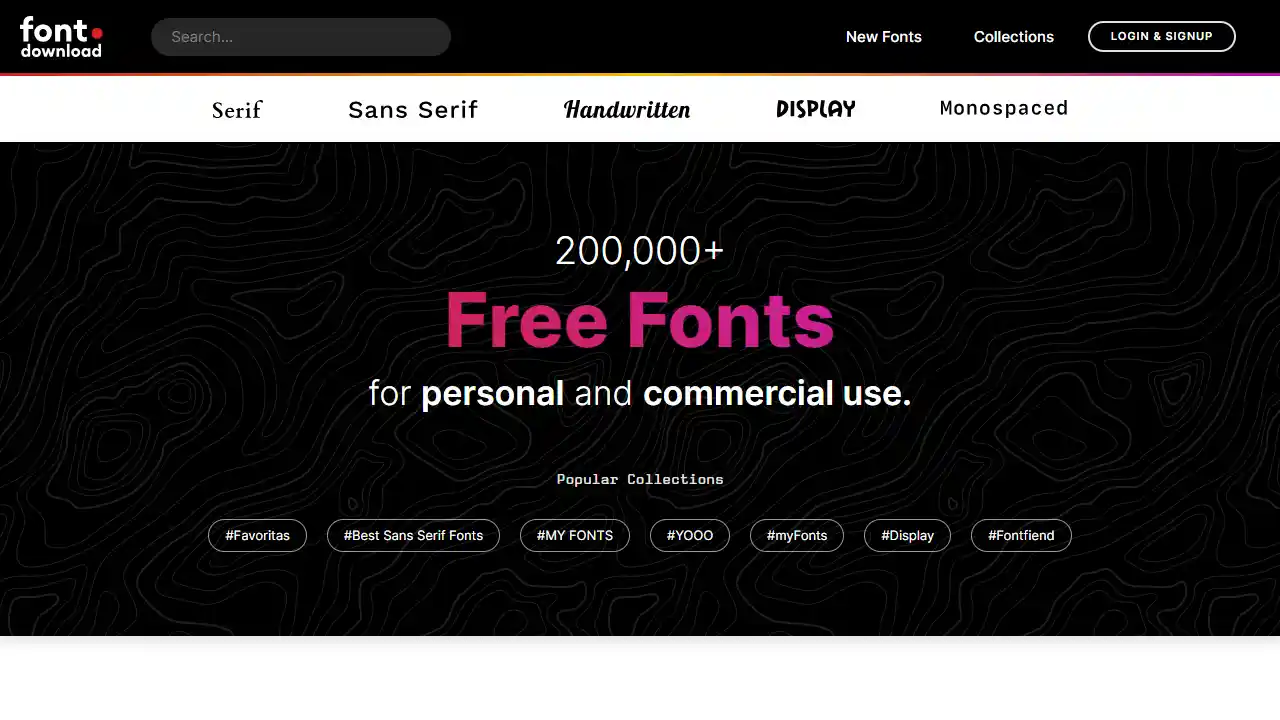 font
download
Search...
New Fonts
Collections
LOGIN & SIGNUP
Serif
Sans Serif
Handwritten
DISPLAY
Monospaced
200,000+
Free Fonts
for personal and commercial use.
Popular Collections
#Favoritas
#Best Sans Serif Fonts
#MY FONTS
#YOOO
#myFonts
#Display
#Fontfiend